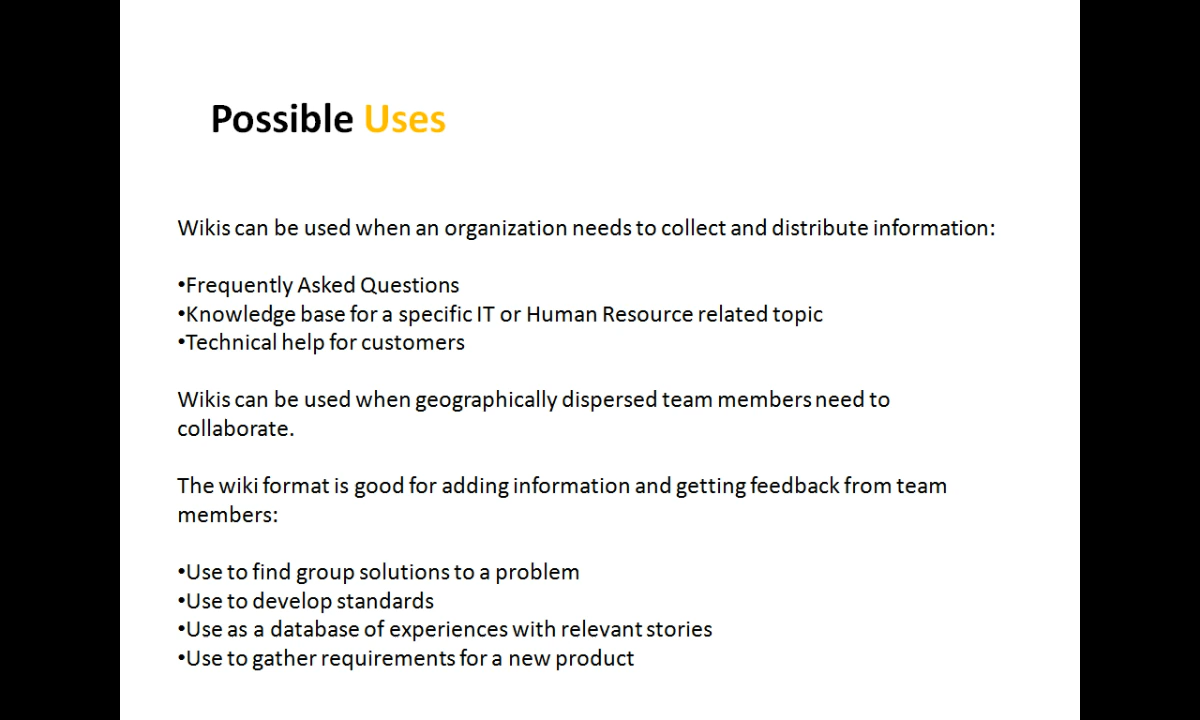 Possible Uses
Wikis can be used when an organization needs to collect and distribute information:
•Frequently Asked Questions
•Knowledge base for a specific IT or Human Resource related topic
•Technical help for customers
Wikis can be used when geographically dispersed team members need to
collaborate.
The wiki format is good for adding information and getting feedback from team
members:
•Use to find group solutions to a problem
•Use to develop standards
•Use as a database of experiences with relevant stories
•Use to gather requirements for a new product